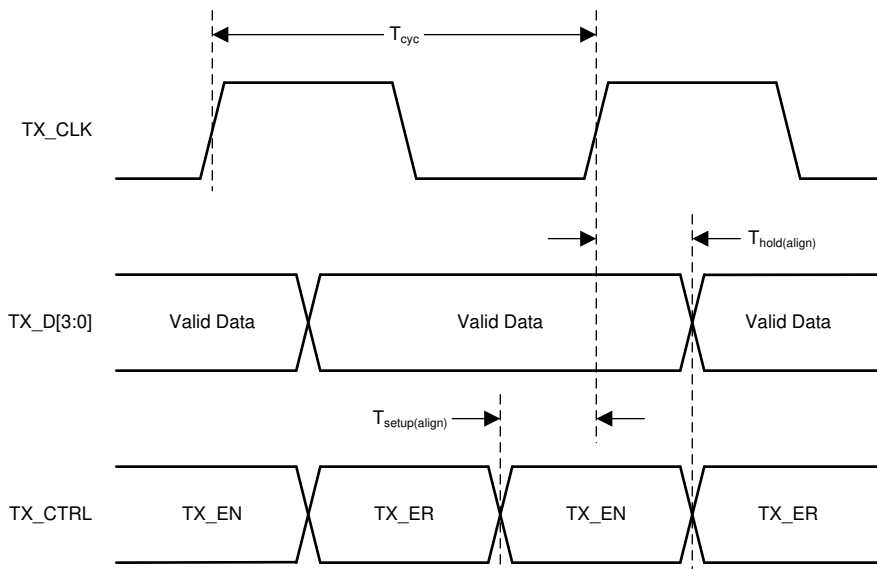 Tcyc
TX_CLK
Thold(align)
TX_D[3:0] Valid Data Valid Data Valid Data
Tsetup(align)
TX_CTRL TX_EN TX_ER TX_EN TX_ER